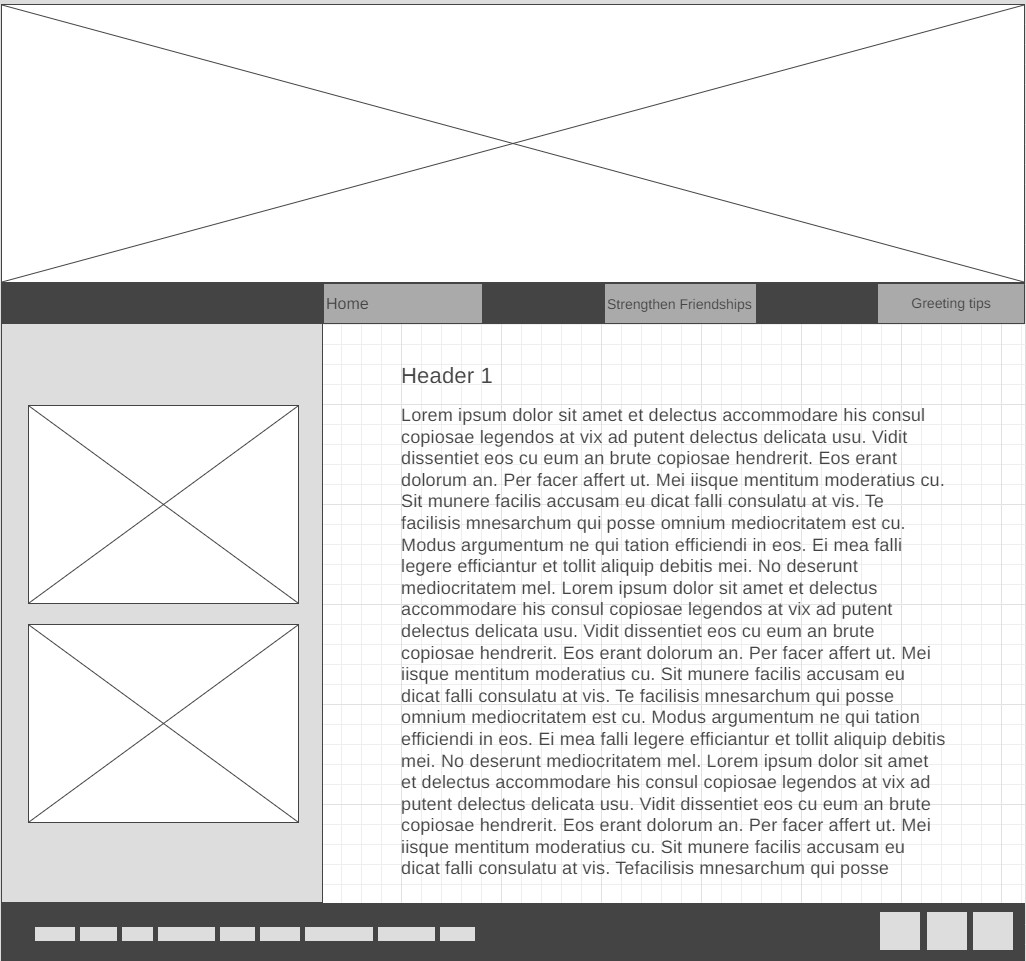 Home
Strengthen Friendships
Greeting tips
Header 1
Lorem ipsum dolor sit amet et delectus accommodare his consul
copiosae legendos at vix ad putent delectus delicata usu. Vidit
dissentiet eos cu eum an brute copiosae hendrerit. Eos erant
dolorum an. Per facer affert ut. Mei iisque mentitum moderatius cu.
Sit munere facilis accusam eu dicat falli consulatu at vis. Te
facilisis mnesarchum qui posse omnium mediocritatem est cu.
Modus argumentum ne qui tation efficiendi in eos. Ei mea falli
legere efficiantur et tollit aliquip debitis mei. No deserunt
mediocritatem mel. Lorem ipsum dolor sit amet et delectus
accommodare his consul copiosae legendos at vix ad putent
delectus delicata usu. Vidit dissentiet eos cu eum an brute
copiosae hendrerit. Eos erant dolorum an. Per facer affert ut. Mei
iisque mentitum moderatius cu. Sit munere facilis accusam eu
dicat falli consulatu at vis. Te facilisis mnesarchum qui posse
omnium mediocritatem est cu. Modus argumentum ne qui tation
efficiendi in eos. Ei mea falli legere efficiantur et tollit aliquip debitis
mei. No deserunt mediocritatem mel. Lorem ipsum dolor sit amet
et delectus accommodare his consul copiosae legendos at vix ad
putent delectus delicata usu. Vidit dissentiet eos cu eum an brute
copiosae hendrerit. Eos erant dolorum an. Per facer affert ut. Mei
iisque mentitum moderatius cu. Sit munere facilis accusam eu
dicat falli consulatu at vis. Tefacilisis mnesarchum qui posse